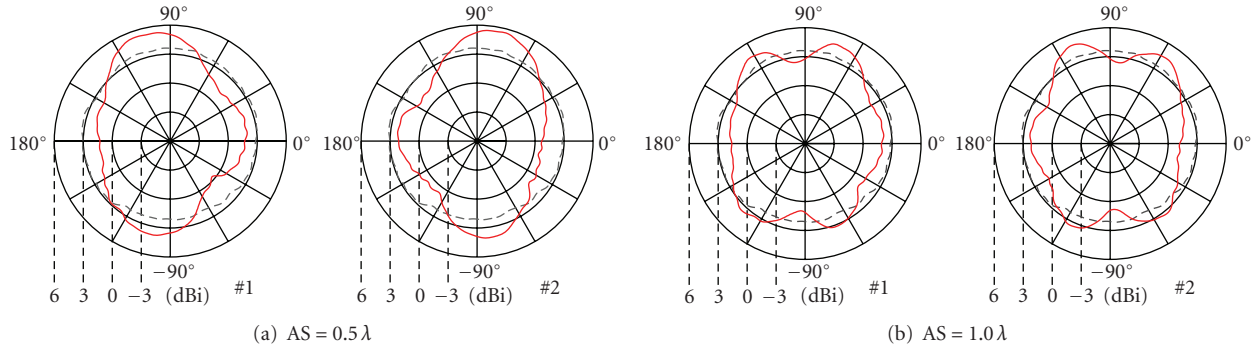 90° 90° 90° 90°
180° 0° 180° 0° 180° 0° 180° 0°
−90° −90° −90° −90°
6 3 0 −3 (dBi) #1 6 3 0 −3 (dBi) #2 6 3 0 −3 (dBi) #1 6 3 0 −3 (dBi) #2
(a) AS = 0.5 λ (b) AS = 1.0 λ